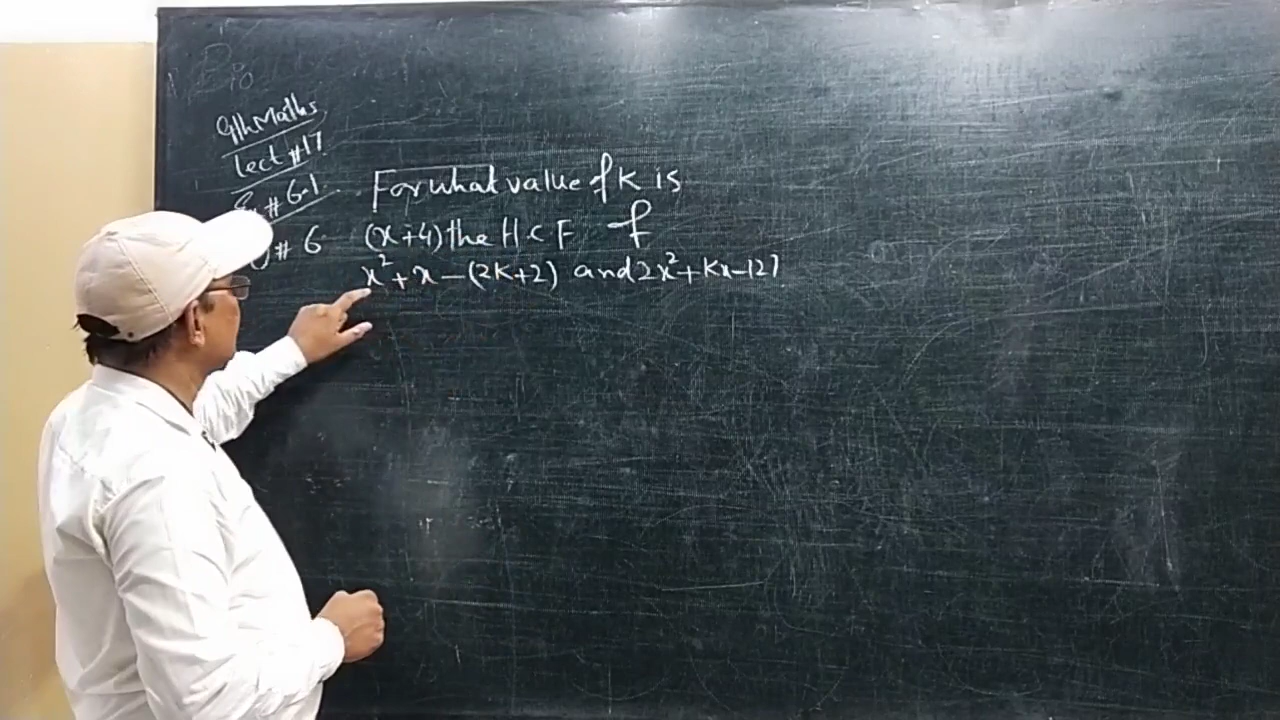 9th Maths
Lect #17
Ex # 6.1
Q # 6
For what value of K is
(x+4) the HCF of
x²+x-(2K+2) and 2x²+Kx-12?